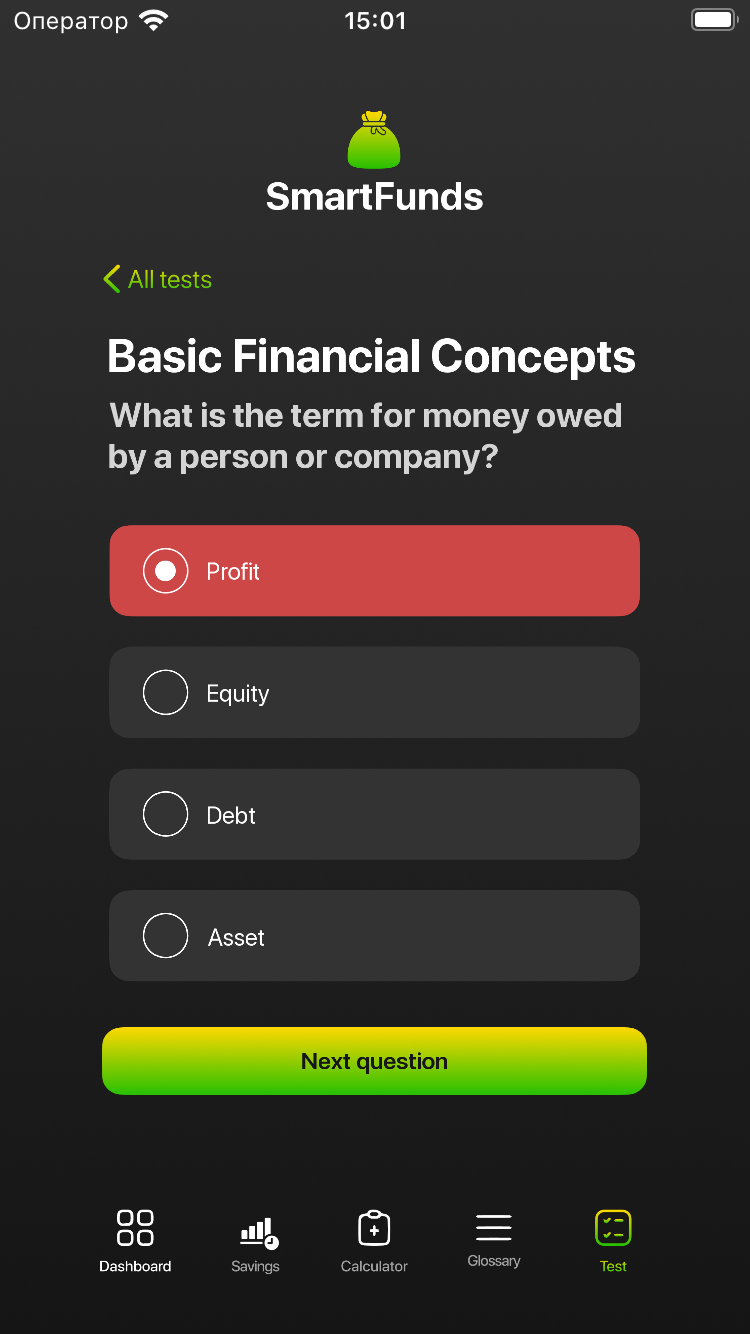 Оператор 15:01
SmartFunds
All tests
Basic Financial Concepts
What is the term for money owed
by a person or company?
Profit
Equity
Debt
Asset
Next question
Dashboard Savings Calculator Glossary Test